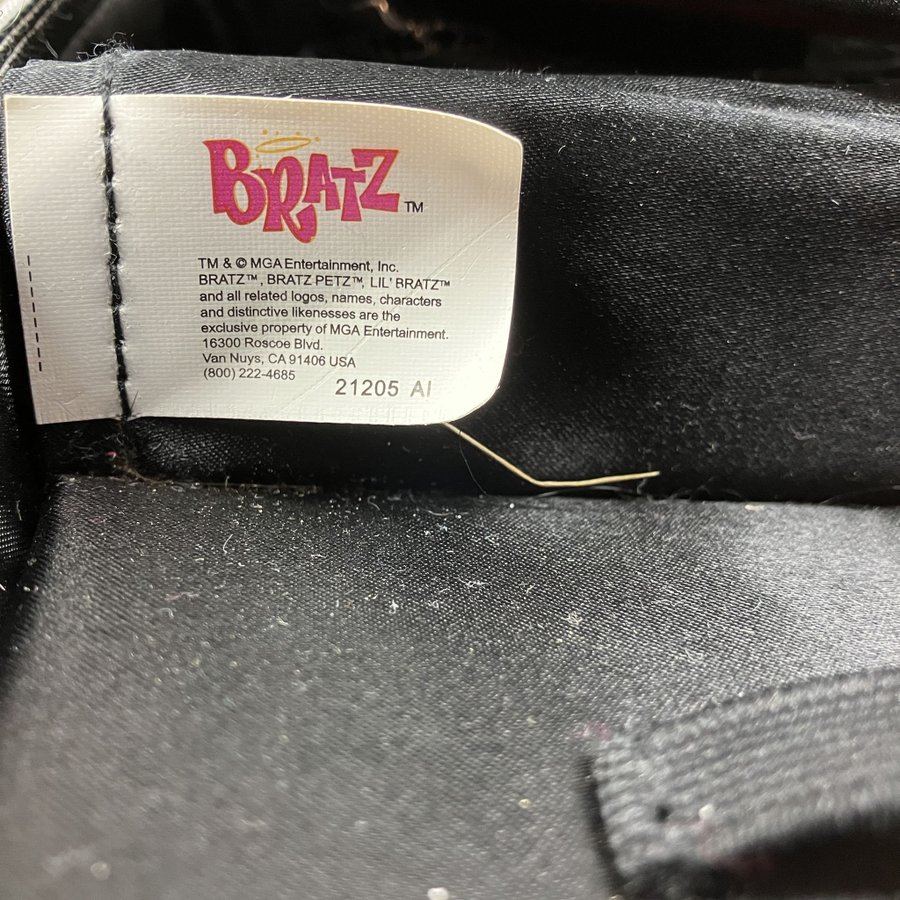 BRATZ™
TM & © MGA Entertainment, Inc.
BRATZ™, BRATZ PETZ™, LIL' BRATZ™
and all related logos, names, characters
and distinctive likenesses are the
exclusive property of MGA Entertainment.
16300 Roscoe Blvd.
Van Nuys, CA 91406 USA
(800) 222-4685
21205 AI